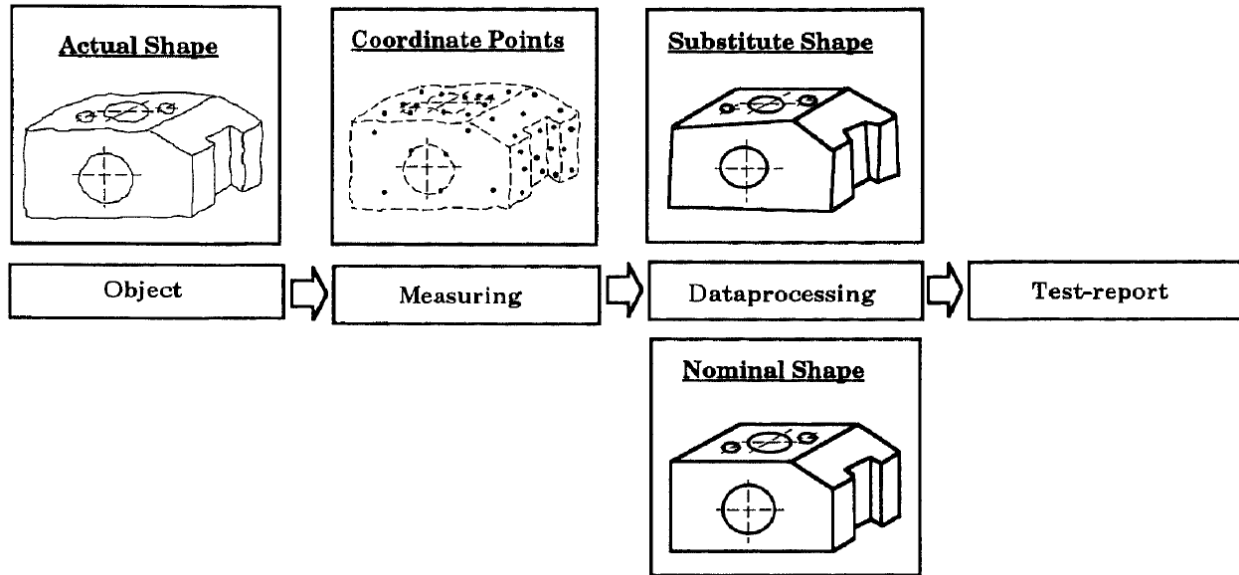 Actual Shape
Coordinate Points
Substitute Shape
Object
Measuring
Dataprocessing
Test-report
Nominal Shape